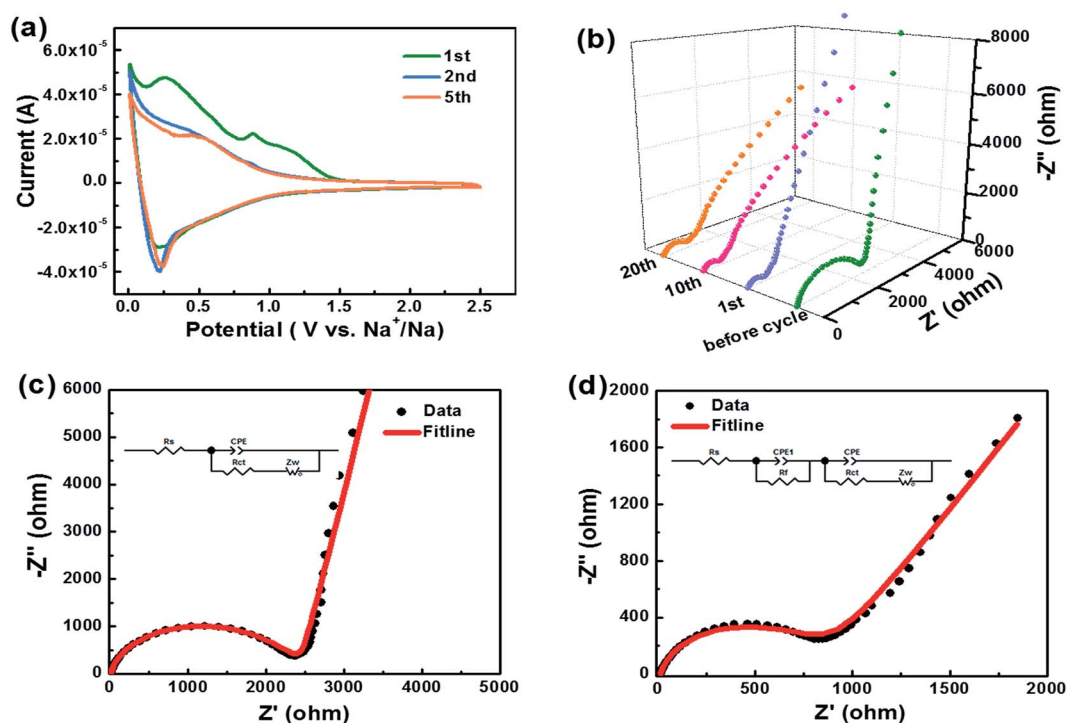 (a)
6.0x10⁻⁵
4.0x10⁻⁵
2.0x10⁻⁵
0.0
-2.0x10⁻⁵
-4.0x10⁻⁵
Current (A)
1st
2nd
5th
0.0 0.5 1.0 1.5 2.0 2.5
Potential ( V vs. Na⁺/Na)
(b)
8000
6000
4000
2000
0
-Z'' (ohm)
6000
4000
2000
0
Z' (ohm)
20th
10th
1st
before cycle
(c)
6000
5000
4000
3000
2000
1000
0
-Z'' (ohm)
Data
Fitline
Rs CPE
Rct Zw
0 1000 2000 3000 4000 5000
Z' (ohm)
(d)
2000
1600
1200
800
400
0
-Z'' (ohm)
Data
Fitline
Rs CPE1 CPE
Rf Rct Zw
0 500 1000 1500 2000
Z' (ohm)